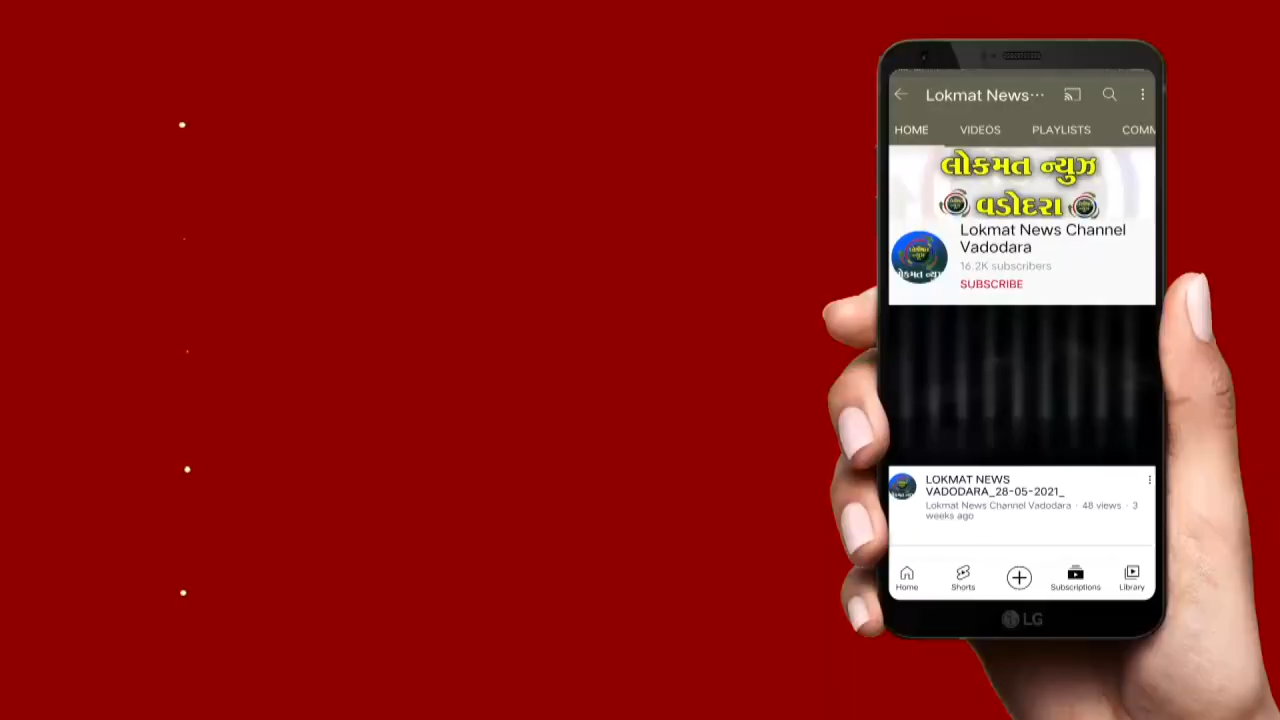 Lokmat News...
HOME VIDEOS PLAYLISTS COMM
લોકમત ન્યુઝ
વડોદરા
Lokmat News Channel
Vadodara
16.2K subscribers
SUBSCRIBE
LOKMAT NEWS
VADODARA_28-05-2021_
Lokmat News Channel Vadodara · 48 views · 3
weeks ago
Home Shorts Subscriptions Library
LG